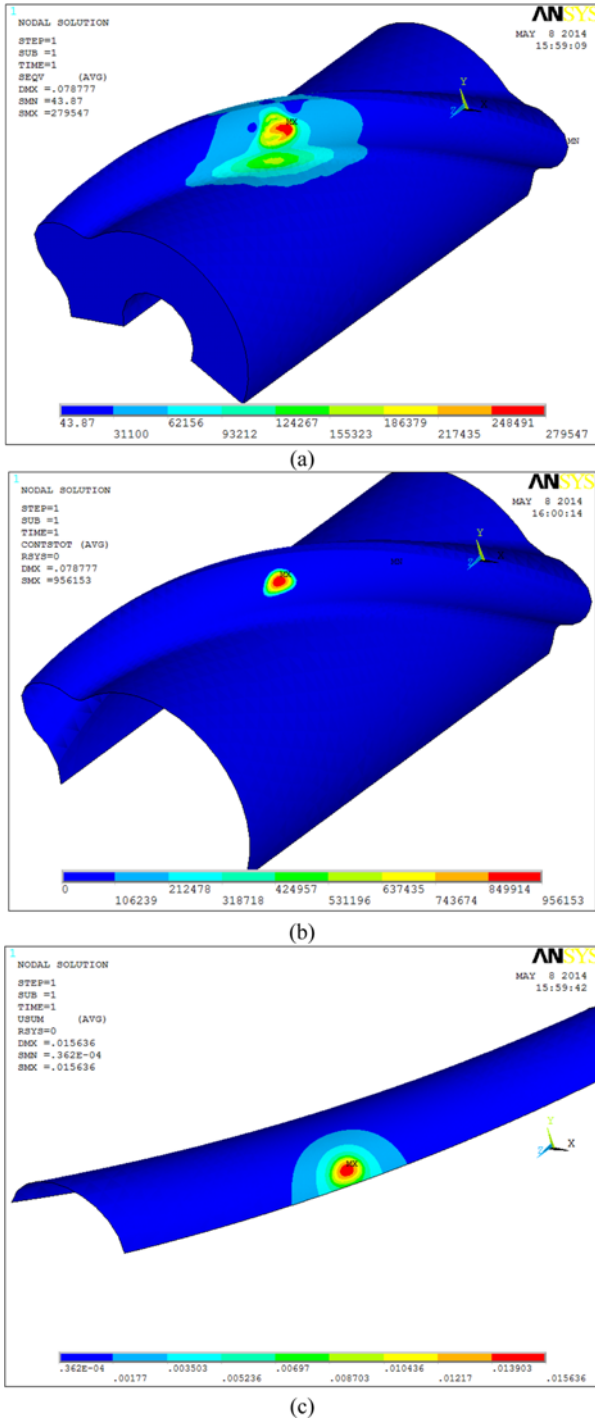 1
ANSYS
NODAL SOLUTION
MAY 8 2014
15:59:09
STEP=1
SUB =1
TIME=1
SEQV (AVG)
DMX =.078777
SMN =43.87
SMX =279547
Y
Z
MX
MN
43.87 62156 124267 186379 248491
31100 93212 155323 217435 279547
(a)
1
ANSYS
NODAL SOLUTION
MAY 8 2014
16:00:14
STEP=1
SUB =1
TIME=1
CONTSTOT (AVG)
RSYS=0
DMX =.078777
SMX =956153
Y
X
Z
MX
0 212478 424957 637435 849914
106239 318718 531196 743674 956153
(b)
1
ANSYS
NODAL SOLUTION
MAY 8 2014
15:59:42
STEP=1
SUB =1
TIME=1
USUM (AVG)
RSYS=0
DMX =.015636
SMN =.362E-04
SMX =.015636
Y
Z X
MX
.362E-04 .003503 .00697 .010436 .013903
.00177 .005236 .008703 .01217 .015636
(c)